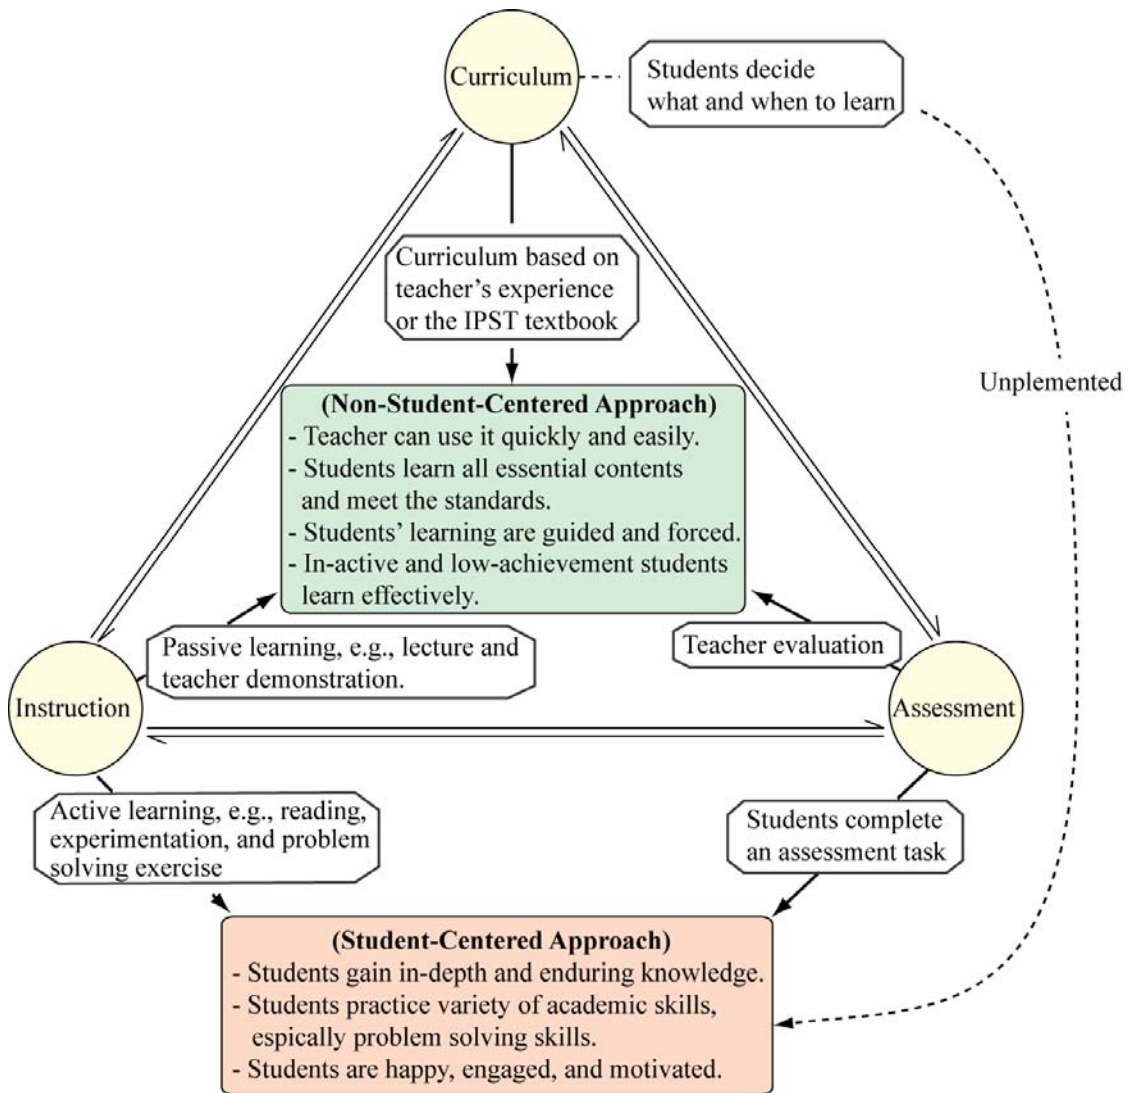 Curriculum
Students decide
what and when to learn
Curriculum based on
teacher's experience
or the IPST textbook
Unplemented
(Non-Student-Centered Approach)
- Teacher can use it quickly and easily.
- Students learn all essential contents
and meet the standards.
- Students' learning are guided and forced.
- In-active and low-achievement students
learn effectively.
Passive learning, e.g., lecture and
teacher demonstration.
Teacher evaluation
Instruction
Assessment
Active learning, e.g., reading,
experimentation, and problem
solving exercise
Students complete
an assessment task
(Student-Centered Approach)
- Students gain in-depth and enduring knowledge.
- Students practice variety of academic skills,
espically problem solving skills.
- Students are happy, engaged, and motivated.